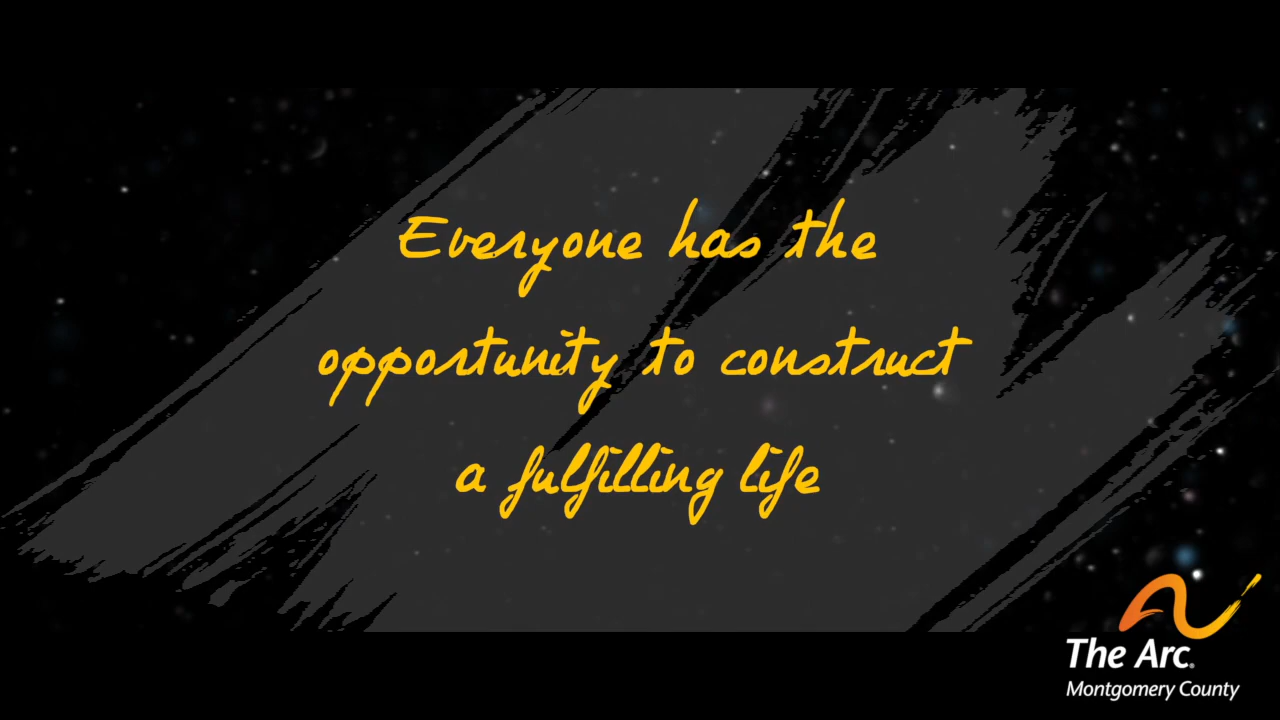 Everyone has the
opportunity to construct
a fulfilling life
The Arc®
Montgomery County